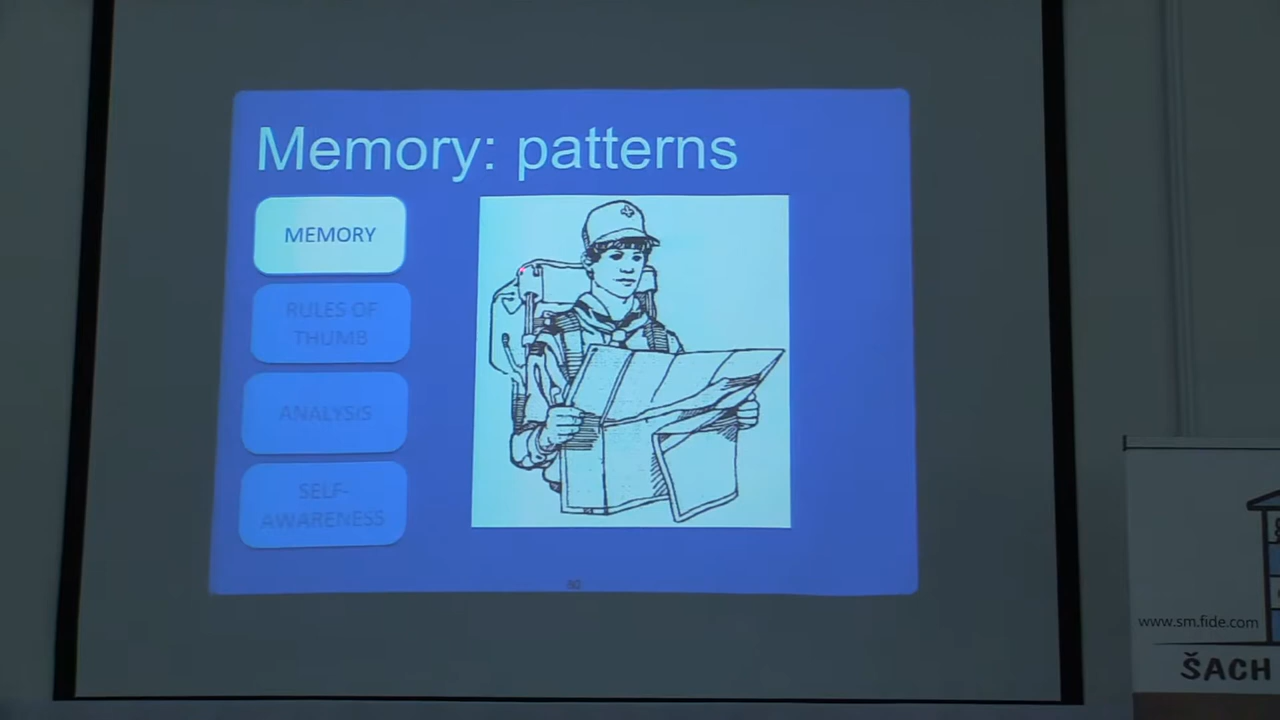 Memory: patterns
MEMORY
RULES OF
THUMB
ANALYSIS
SELF-
AWARENESS
www.sm.fide.com
ŠACH